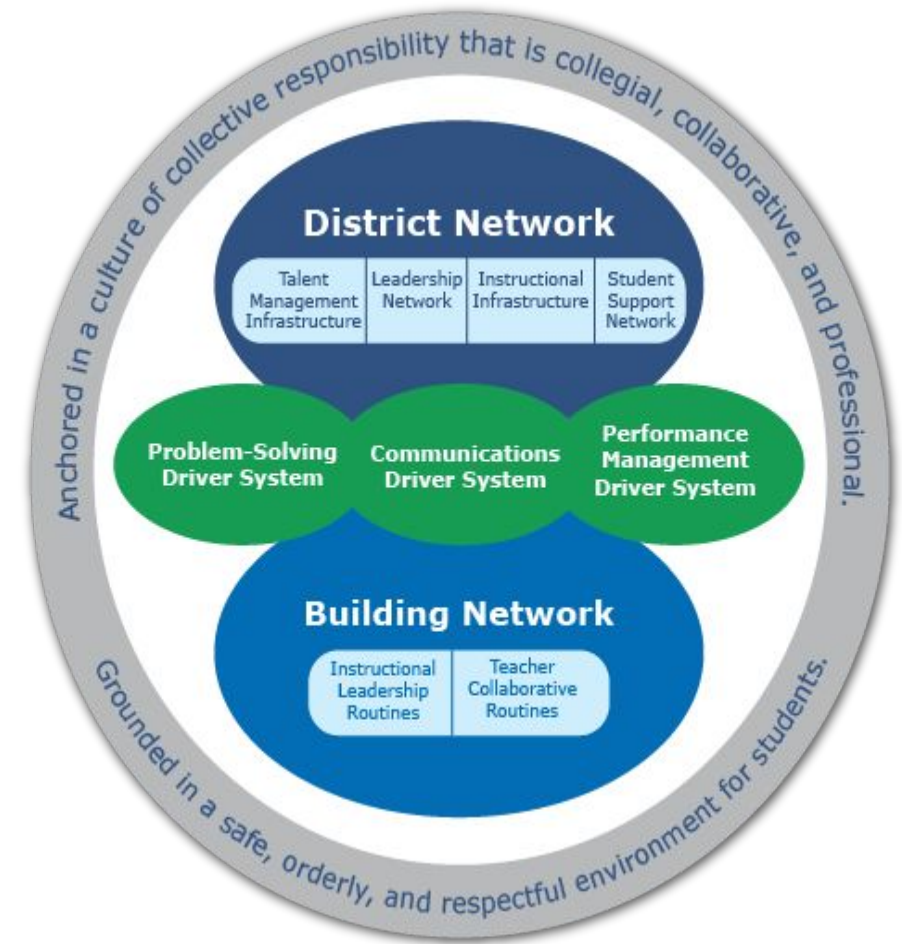 Anchored in a culture of collective responsibility that is collegial, collaborative, and professional.
District Network
Talent
Management
Infrastructure
Leadership
Network
Instructional
Infrastructure
Student
Support
Network
Problem-Solving
Driver System
Communications
Driver System
Performance
Management
Driver System
Building Network
Instructional
Leadership
Routines
Teacher
Collaborative
Routines
Grounded in a safe, orderly, and respectful environment for students.